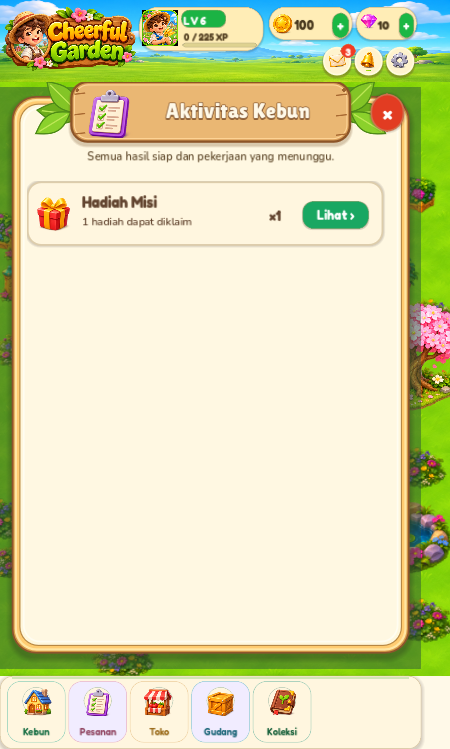 Cheerful
Garden
LV 6
0 / 225 XP
100
+
10
+
3
Aktivitas Kebun
×
Semua hasil siap dan pekerjaan yang menunggu.
Hadiah Misi
1 hadiah dapat diklaim
x1
Lihat ›
Kebun
Pesanan
Toko
Gudang
Koleksi